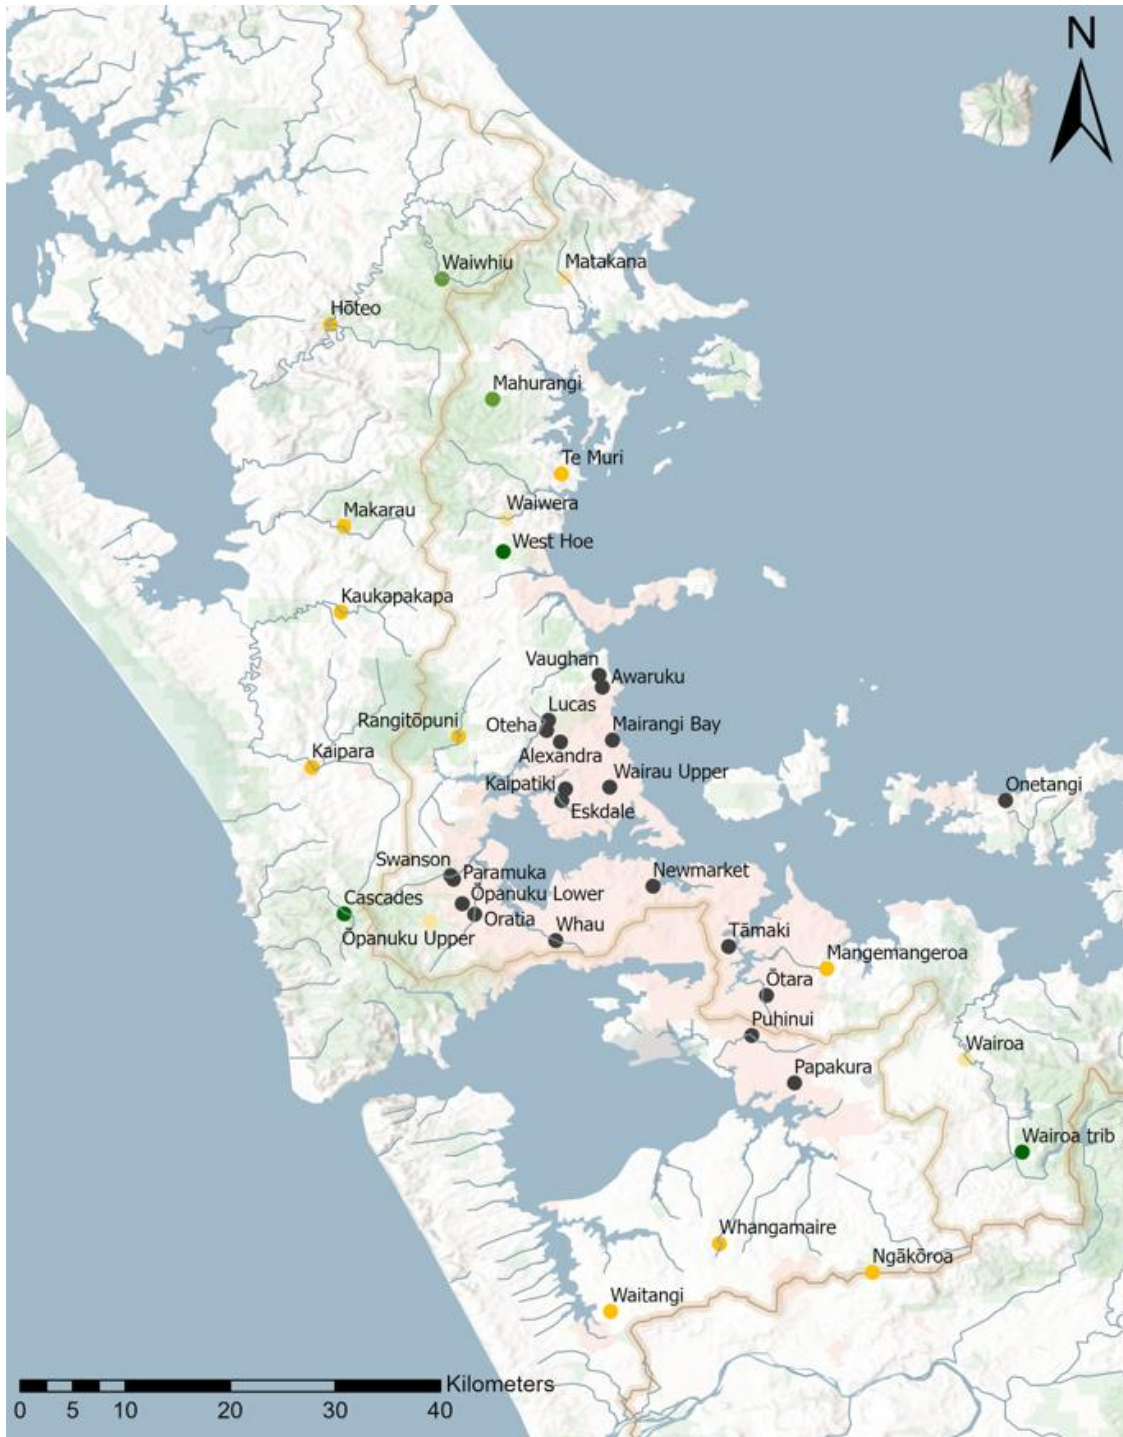 N
Waiwhiu
Matakana
Hōteo
Mahurangi
Te Muri
Waiwera
Makarau
West Hoe
Kaukapakapa
Vaughan
Awaruku
Lucas
Rangitōpuni
Oteha
Mairangi Bay
Kaipara
Alexandra
Wairau Upper
Kaipatiki
Onetangi
Eskdale
Swanson
Paramuka
Newmarket
Cascades
Ōpanuku Lower
Oratia
Whau
Tāmaki
Ōpanuku Upper
Mangemangeroa
Ōtara
Puhinui
Wairoa
Papakura
Wairoa trib
Whangamaire
Ngākōroa
Waitangi
Kilometers
0 5 10 20 30 40